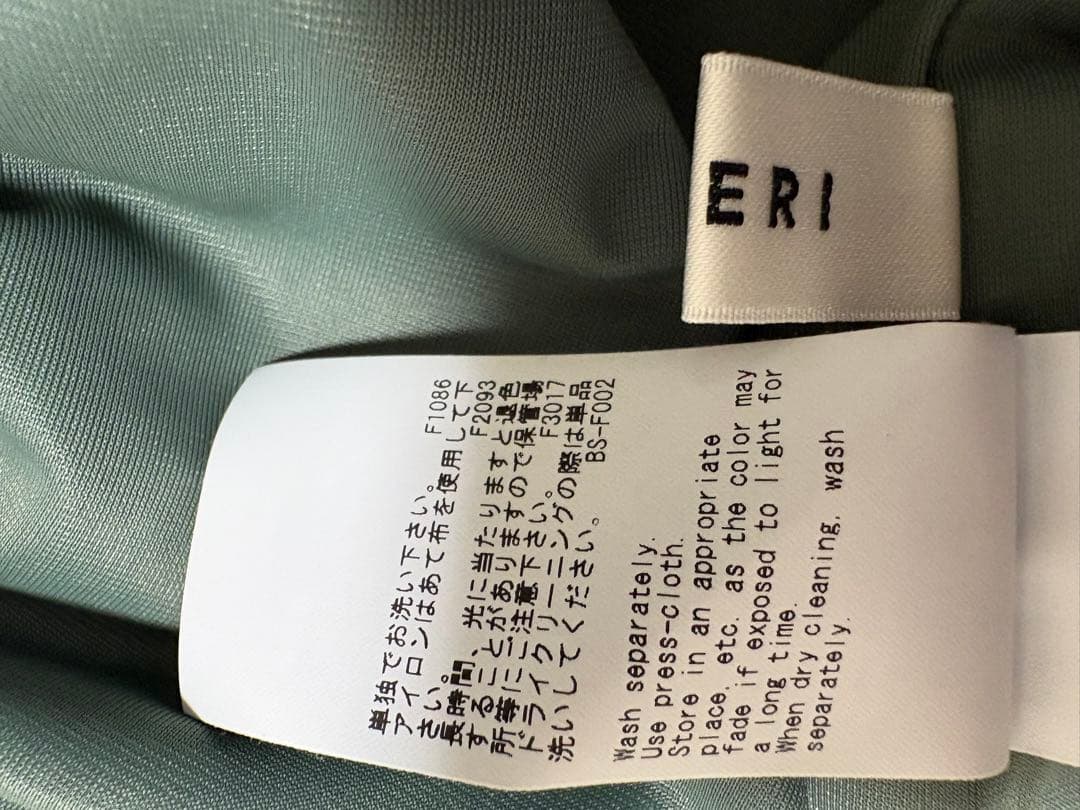 ERI
F1086
単独でお洗い下さい。
アイロンはあて布を使用して下
さい。
F2093
長時間、光に当たりますと退色
することがありますので保管場
所等にご注意下さい。
F3017
ドライクリーニングの際は単品
洗いしてください。
BS-F002
Wash separately.
Use press-cloth.
Store in an appropriate
place, etc. as the color may
fade if exposed to light for
a long time.
When dry cleaning, wash
separately.